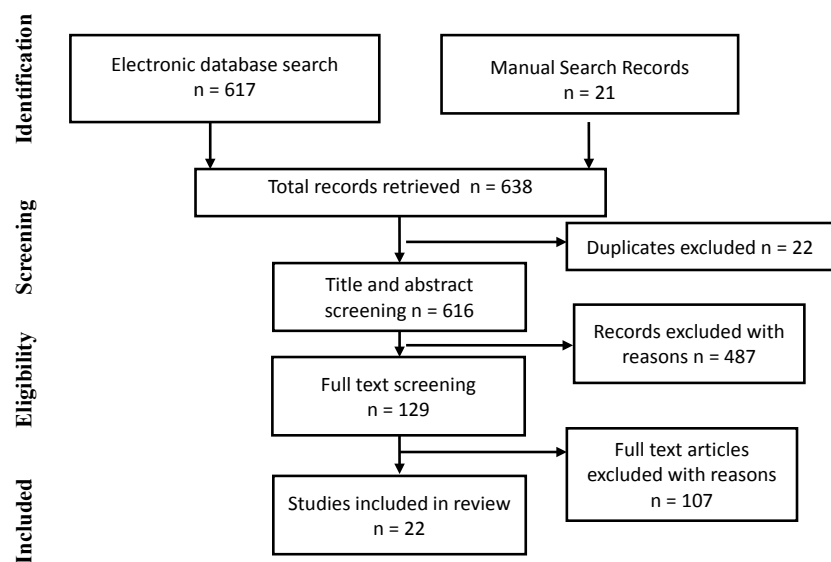 Identification
Electronic database search
n = 617
Manual Search Records
n = 21
Total records retrieved  n = 638
Screening
Duplicates excluded n = 22
Title and abstract
screening n = 616
Eligibility
Records excluded with
reasons n = 487
Full text screening
n = 129
Full text articles
excluded with reasons
n = 107
Included
Studies included in review
n = 22